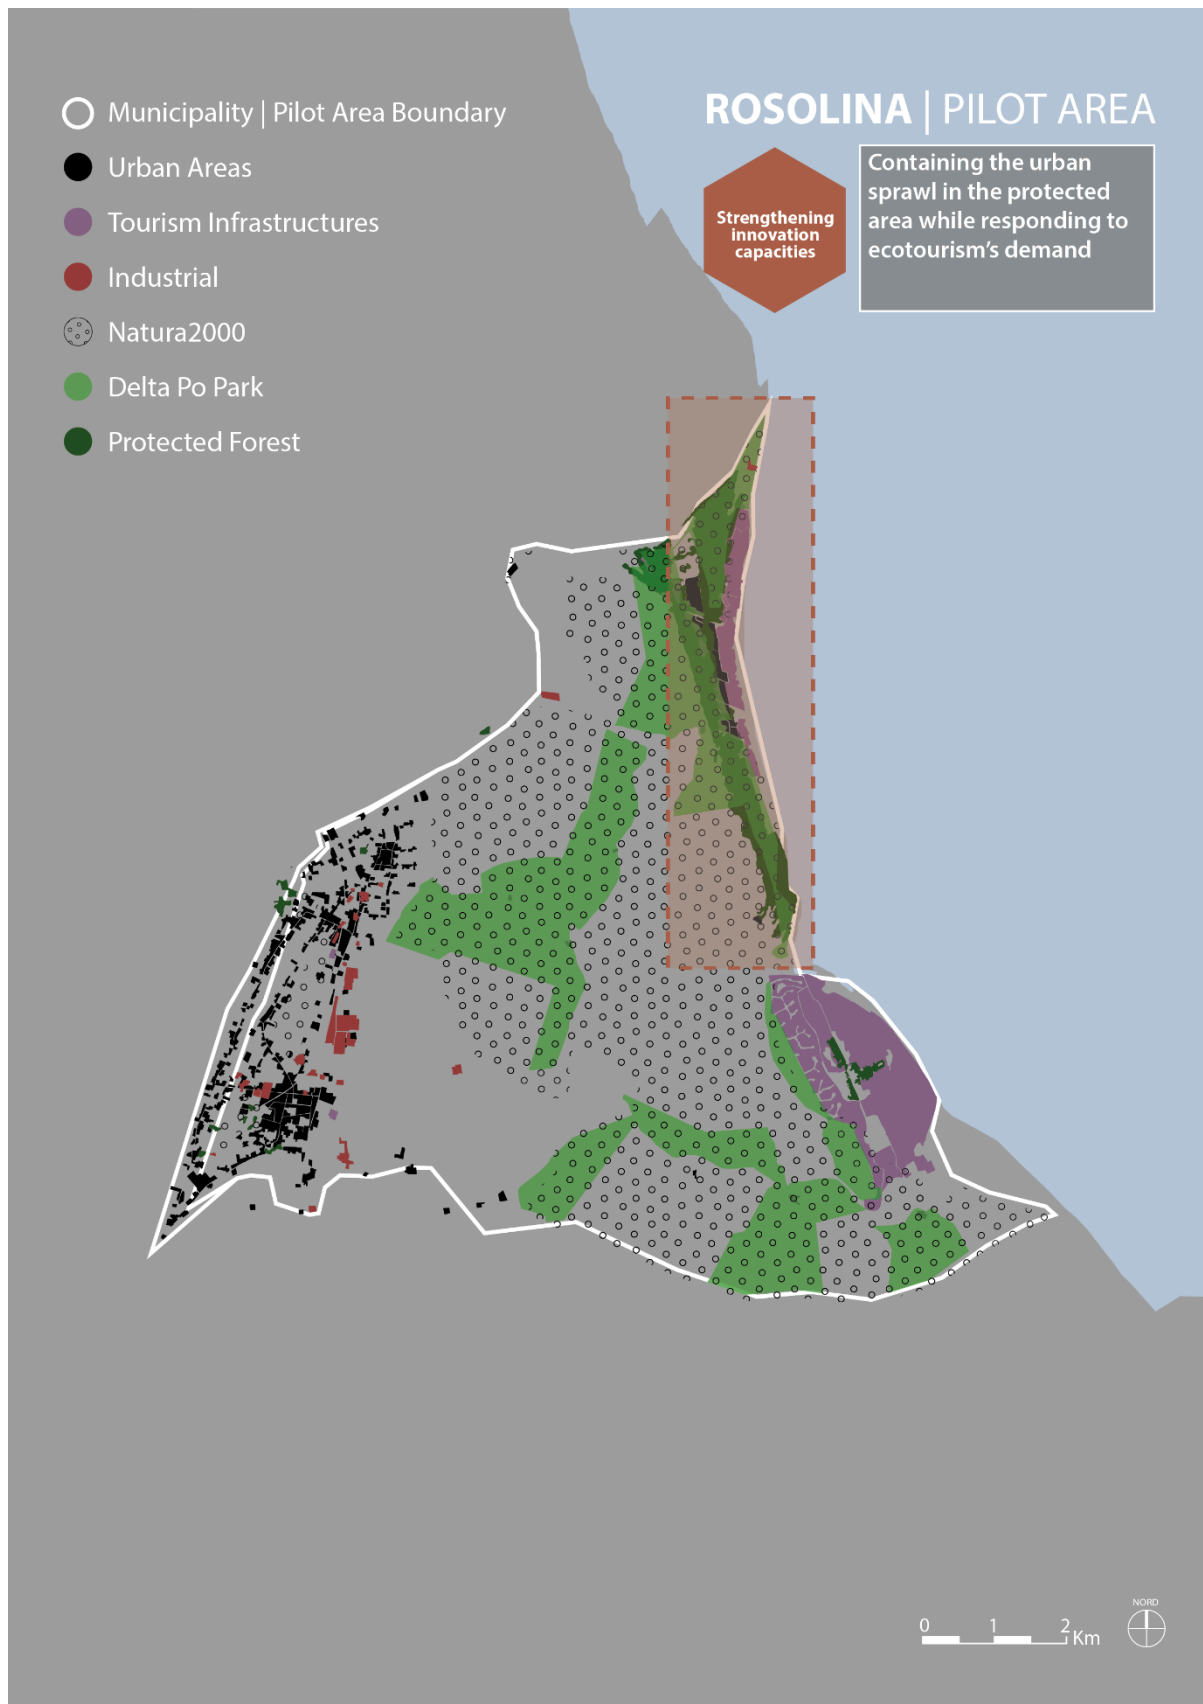 Municipality | Pilot Area Boundary
Urban Areas
Tourism Infrastructures
Industrial
Natura2000
Delta Po Park
Protected Forest
ROSOLINA | PILOT AREA
Strengthening
innovation
capacities
Containing the urban
sprawl in the protected
area while responding to
ecotourism's demand
0 1 2 Km
NORD